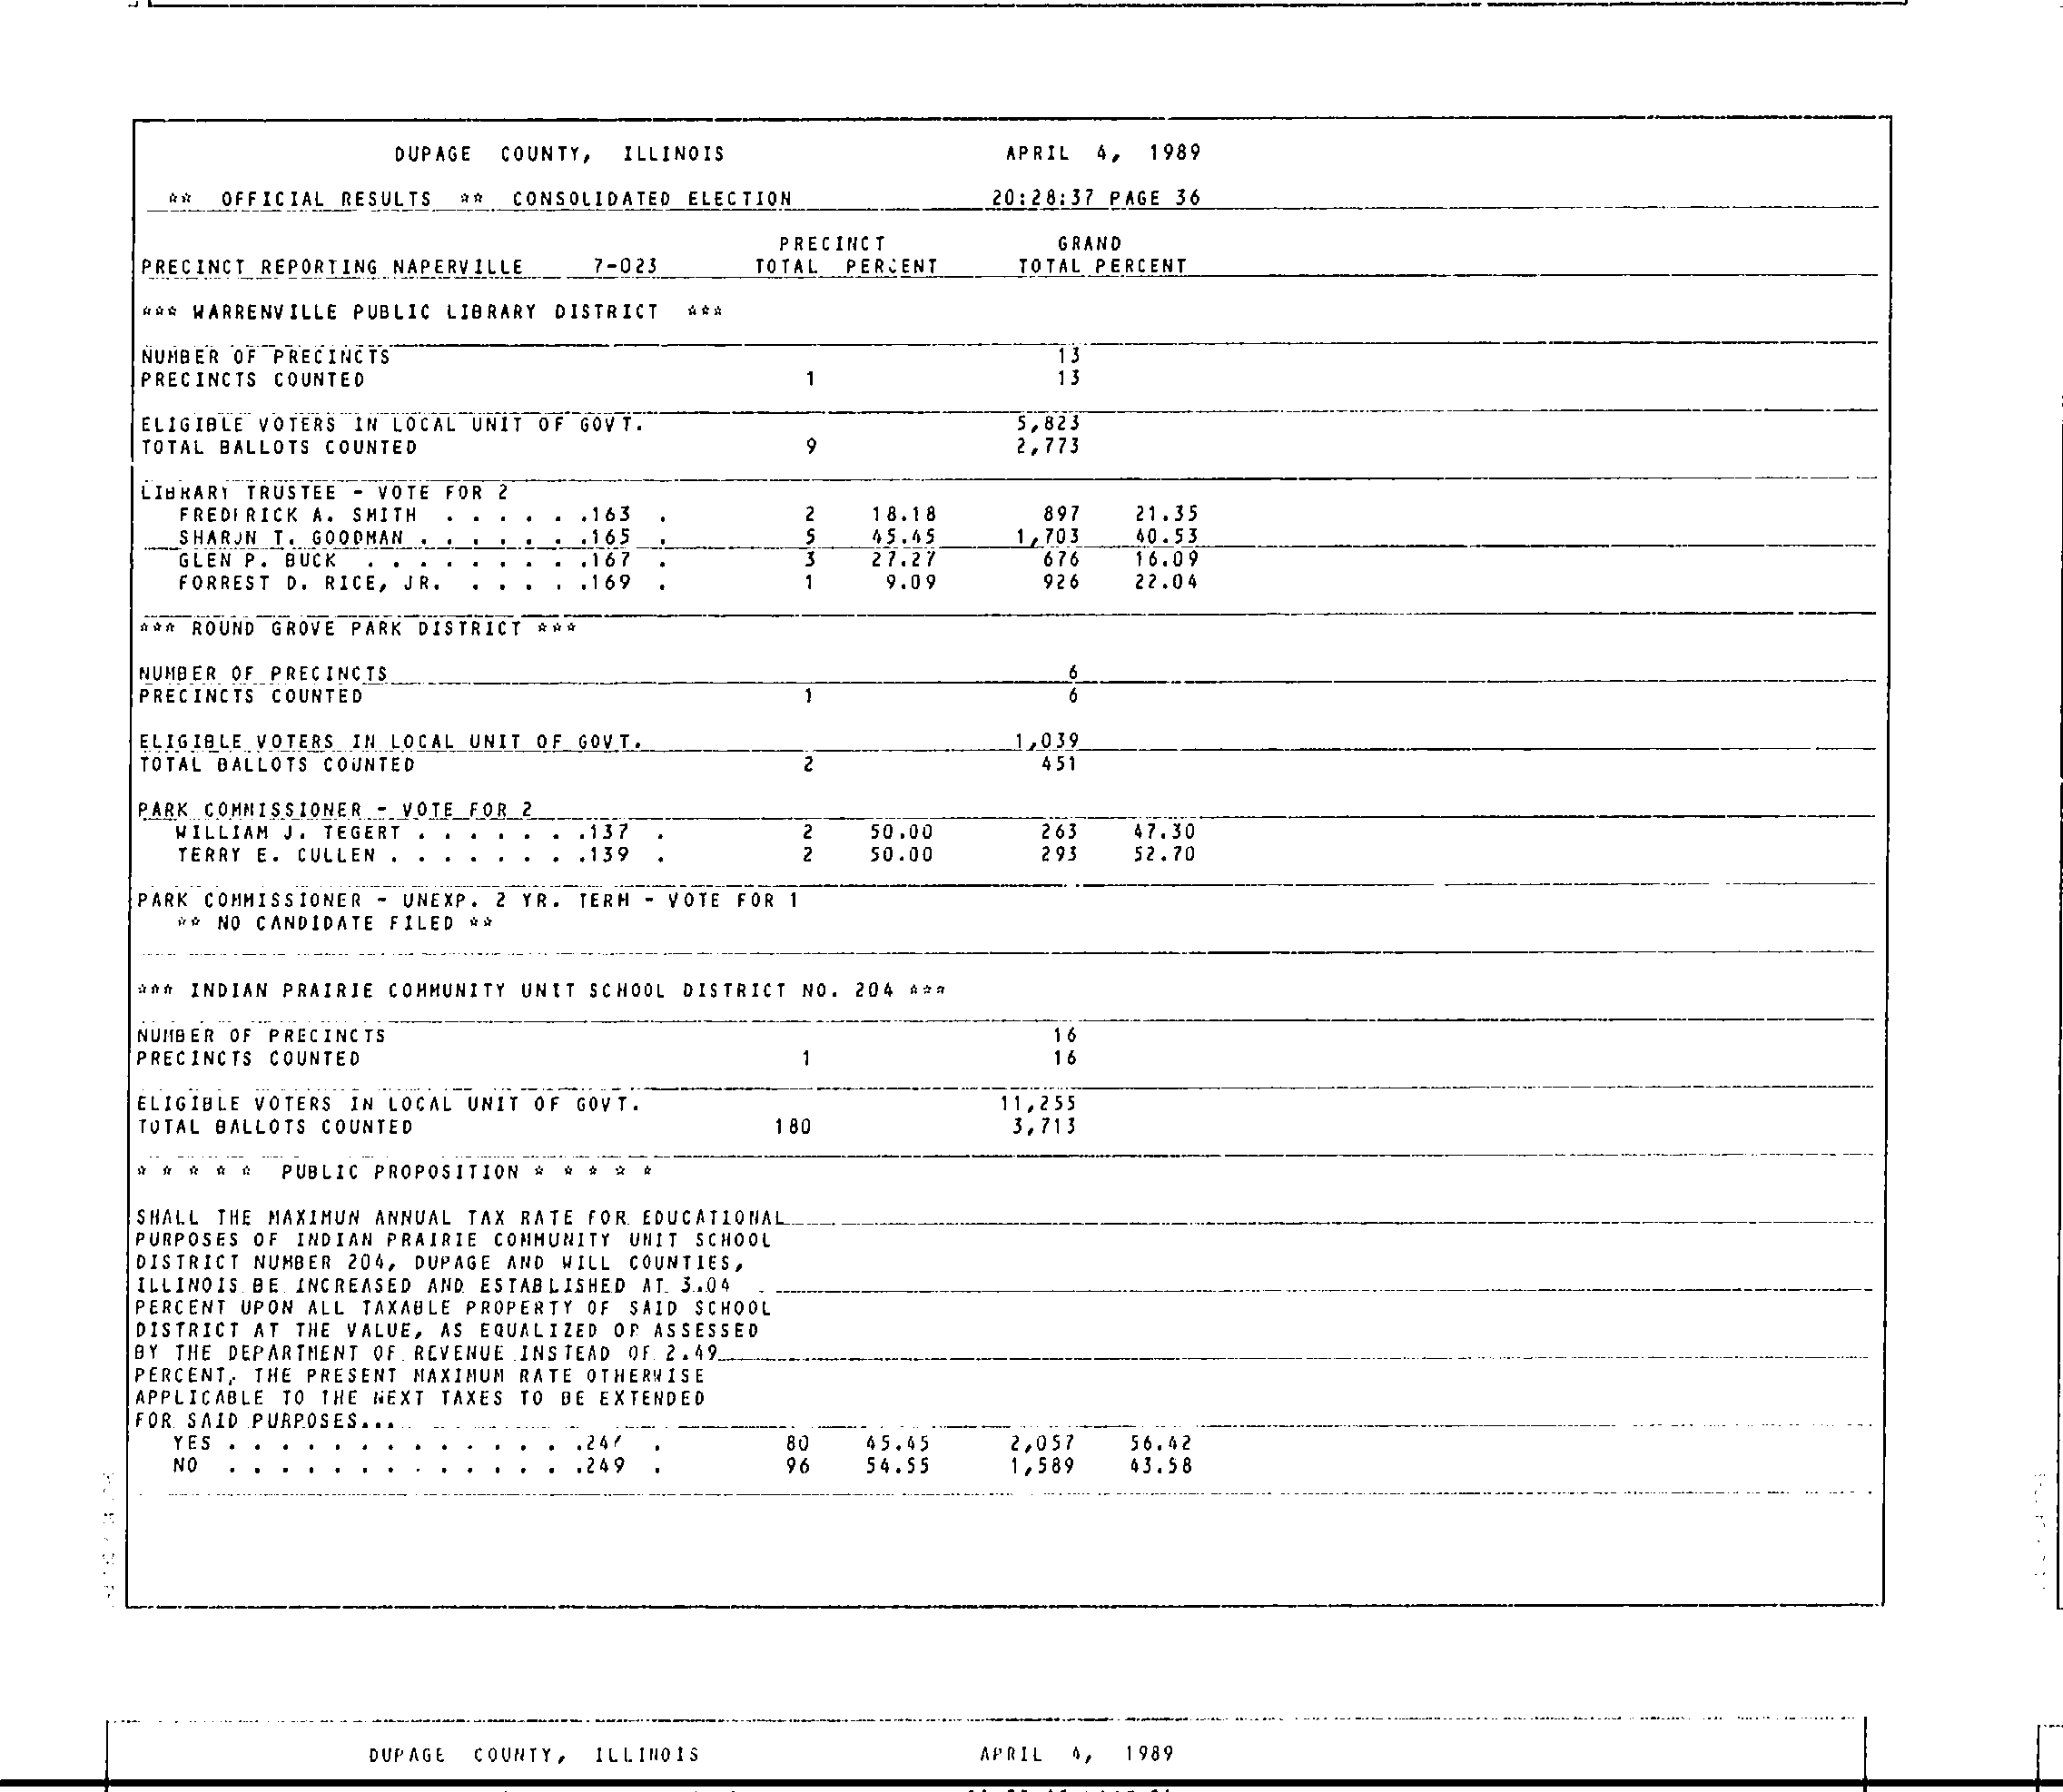 DUPAGE COUNTY, ILLINOIS APRIL 4, 1989
** OFFICIAL RESULTS ** CONSOLIDATED ELECTION 20:28:37 PAGE 36
PRECINCT GRAND
PRECINCT REPORTING NAPERVILLE 7-023 TOTAL PERCENT TOTAL PERCENT
*** WARRENVILLE PUBLIC LIBRARY DISTRICT ***
NUMBER OF PRECINCTS 13
PRECINCTS COUNTED 1 13
ELIGIBLE VOTERS IN LOCAL UNIT OF GOVT. 5,823
TOTAL BALLOTS COUNTED 9 2,773
LIBRARY TRUSTEE - VOTE FOR 2
FREDERICK A. SMITH . . . . . .163 . 2 18.18 897 21.35
SHARON T. GOODMAN . . . . . . .165 . 5 45.45 1,703 40.53
GLEN P. BUCK . . . . . . . . .167 . 3 27.27 676 16.09
FORREST D. RICE, JR. . . . . .169 . 1 9.09 926 22.04
*** ROUND GROVE PARK DISTRICT ***
NUMBER OF PRECINCTS 6
PRECINCTS COUNTED 1 6
ELIGIBLE VOTERS IN LOCAL UNIT OF GOVT. 1,039
TOTAL BALLOTS COUNTED 2 451
PARK COMMISSIONER - VOTE FOR 2
WILLIAM J. TEGERT . . . . . . .137 . 2 50.00 263 47.30
TERRY E. CULLEN . . . . . . . .139 . 2 50.00 293 52.70
PARK COMMISSIONER - UNEXP. 2 YR. TERM - VOTE FOR 1
** NO CANDIDATE FILED **
*** INDIAN PRAIRIE COMMUNITY UNIT SCHOOL DISTRICT NO. 204 ***
NUMBER OF PRECINCTS 16
PRECINCTS COUNTED 1 16
ELIGIBLE VOTERS IN LOCAL UNIT OF GOVT. 11,255
TOTAL BALLOTS COUNTED 180 3,713
* * * * * PUBLIC PROPOSITION * * * * *
SHALL THE MAXIMUN ANNUAL TAX RATE FOR EDUCATIONAL
PURPOSES OF INDIAN PRAIRIE COMMUNITY UNIT SCHOOL
DISTRICT NUMBER 204, DUPAGE AND WILL COUNTIES,
ILLINOIS BE INCREASED AND ESTABLISHED AT 3.04
PERCENT UPON ALL TAXABLE PROPERTY OF SAID SCHOOL
DISTRICT AT THE VALUE, AS EQUALIZED OR ASSESSED
BY THE DEPARTMENT OF REVENUE INSTEAD OF 2.49
PERCENT, THE PRESENT MAXIMUM RATE OTHERWISE
APPLICABLE TO THE NEXT TAXES TO BE EXTENDED
FOR SAID PURPOSES...
YES . . . . . . . . . . . . . .247 . 80 45.45 2,057 56.42
NO . . . . . . . . . . . . . .249 . 96 54.55 1,589 43.58
DUPAGE COUNTY, ILLINOIS APRIL 4, 1989